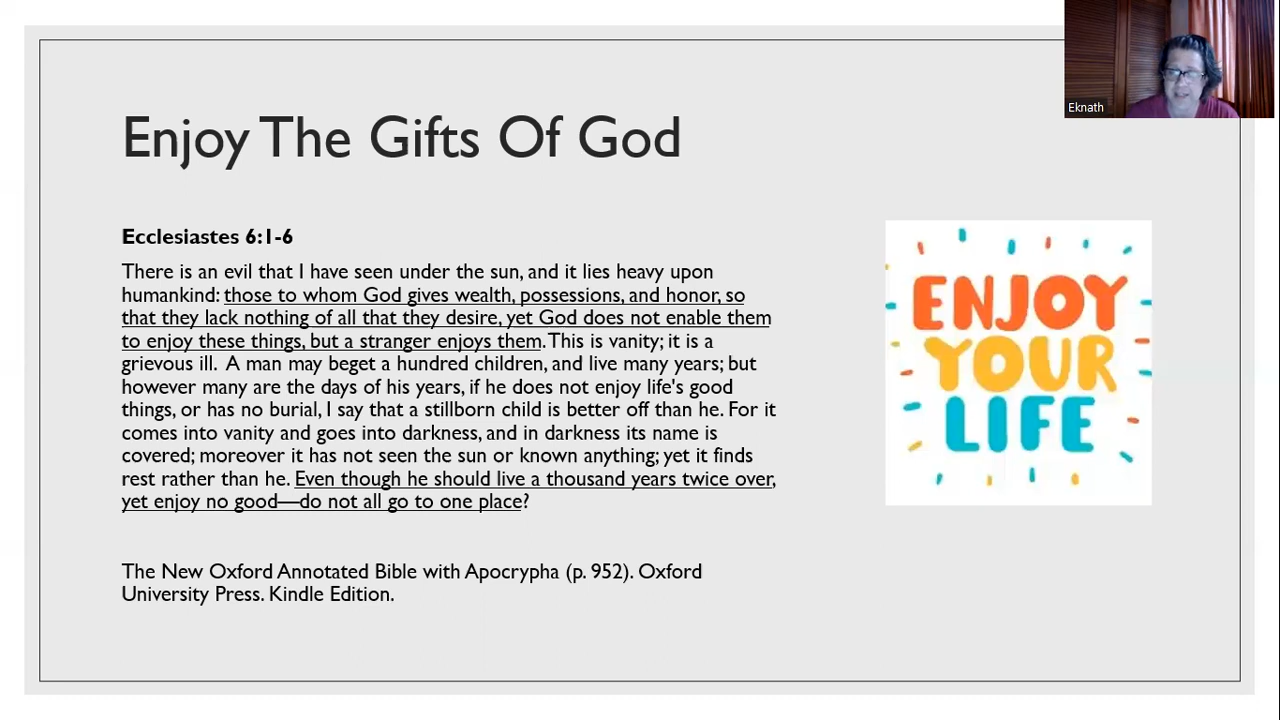 Eknath
Enjoy The Gifts Of God
Ecclesiastes 6:1-6
There is an evil that I have seen under the sun, and it lies heavy upon
humankind: those to whom God gives wealth, possessions, and honor, so
that they lack nothing of all that they desire, yet God does not enable them
to enjoy these things, but a stranger enjoys them. This is vanity; it is a
grievous ill.  A man may beget a hundred children, and live many years; but
however many are the days of his years, if he does not enjoy life's good
things, or has no burial, I say that a stillborn child is better off than he. For it
comes into vanity and goes into darkness, and in darkness its name is
covered; moreover it has not seen the sun or known anything; yet it finds
rest rather than he. Even though he should live a thousand years twice over,
yet enjoy no good—do not all go to one place?
The New Oxford Annotated Bible with Apocrypha (p. 952). Oxford
University Press. Kindle Edition.
ENJOY
YOUR
LIFE